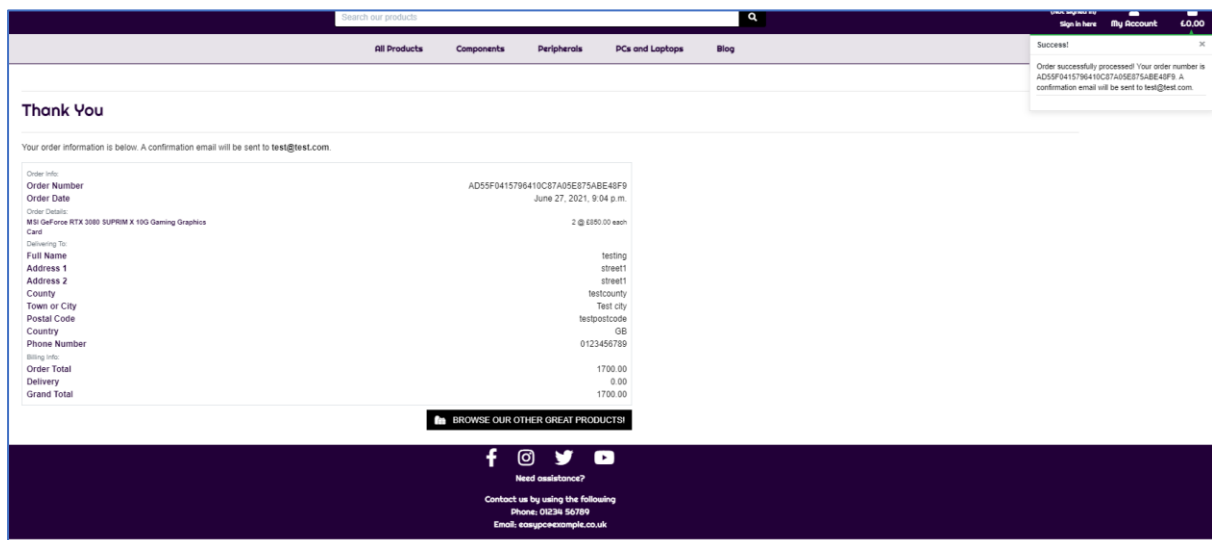 Search our products
(Not signed in)
Sign in here
My Account
£0.00
All Products
Components
Peripherals
PCs and Laptops
Blog
Success!
×
Order successfully processed! Your order number is
AD55F0415796410C87A05E875ABE48F9. A
confirmation email will be sent to test@test.com.
Thank You
Your order information is below. A confirmation email will be sent to test@test.com.
Order Info:
Order Number AD55F0415796410C87A05E875ABE48F9
Order Date June 27, 2021, 9:04 p.m.
Order Details:
MSI GeForce RTX 3080 SUPRIM X 10G Gaming Graphics 2 @ £850.00 each
Card
Delivering To:
Full Name testing
Address 1 street1
Address 2 street1
County testcounty
Town or City Test city
Postal Code testpostcode
Country GB
Phone Number 0123456789
Billing Info:
Order Total 1700.00
Delivery 0.00
Grand Total 1700.00
BROWSE OUR OTHER GREAT PRODUCTS!
Need assistance?
Contact us by using the following
Phone: 01234 56789
Email: easypc@example.co.uk